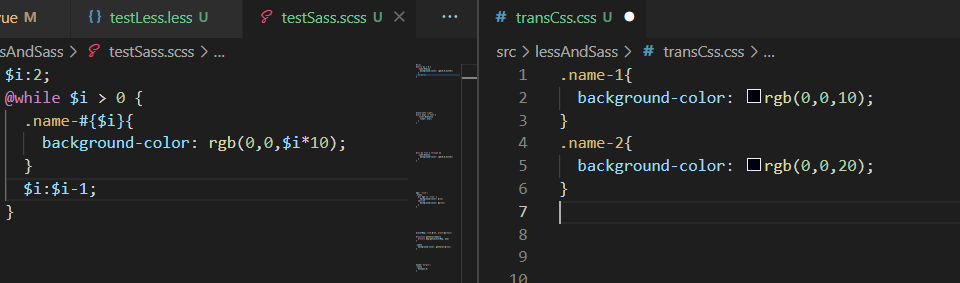 vue M
{} testLess.less U
testSass.scss U
...
# transCss.css U
ssAndSass > testSass.scss > ...
src > lessAndSass > # transCss.css > ...
$i:2;
@while $i > 0 {
.name-#{$i}{
background-color: rgb(0,0,$i*10);
}
$i:$i-1;
}
1 .name-1{
2 background-color: rgb(0,0,10);
3 }
4 .name-2{
5 background-color: rgb(0,0,20);
6 }
7
8
9
10